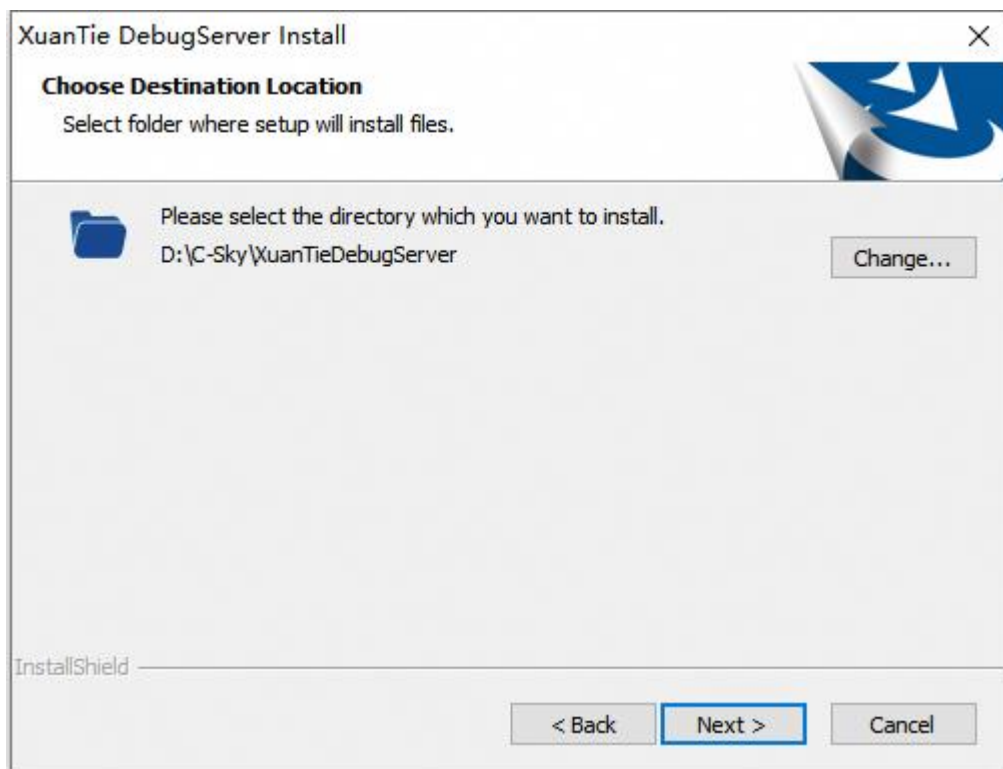 XuanTie DebugServer Install
Choose Destination Location
Select folder where setup will install files.
Please select the directory which you want to install.
D:\C-Sky\XuanTieDebugServer
Change...
InstallShield
< Back
Next >
Cancel